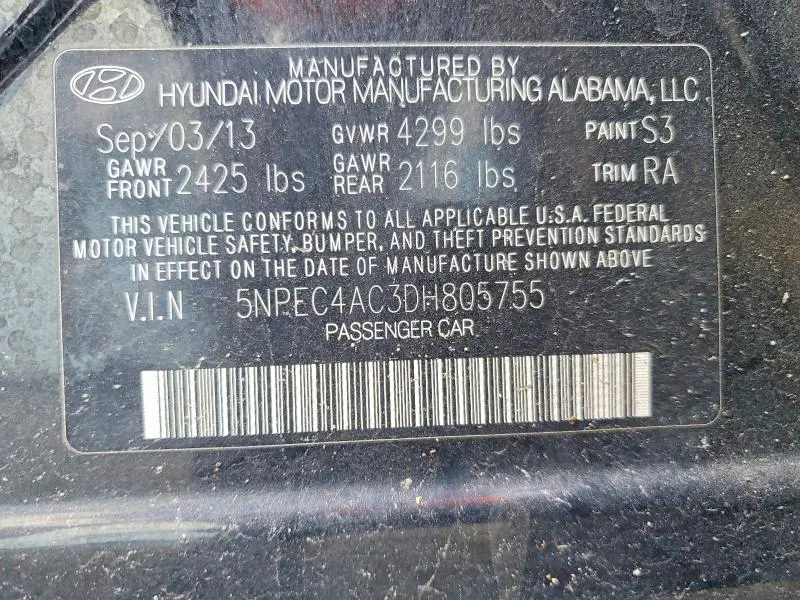 MANUFACTURED BY
HYUNDAI MOTOR MANUFACTURING ALABAMA, LLC
Sep/03/13 GVWR 4299 lbs PAINT S3
GAWR FRONT 2425 lbs GAWR REAR 2116 lbs TRIM RA
THIS VEHICLE CONFORMS TO ALL APPLICABLE U.S.A. FEDERAL
MOTOR VEHICLE SAFETY, BUMPER, AND THEFT PREVENTION STANDARDS
IN EFFECT ON THE DATE OF MANUFACTURE SHOWN ABOVE
V.I.N 5NPEC4AC3DH805755
PASSENGER CAR